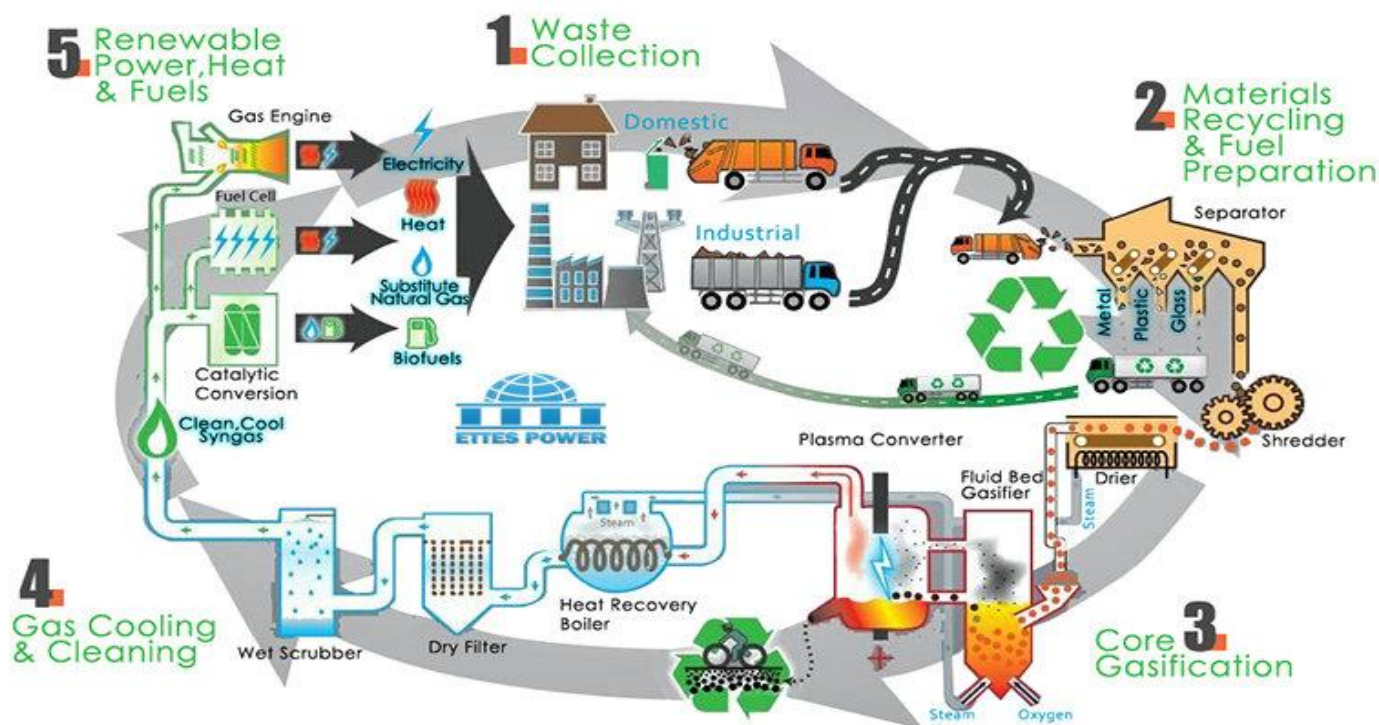 5. Renewable
Power,Heat
& Fuels
1. Waste
Collection
2. Materials
Recycling
& Fuel
Preparation
Gas Engine
Electricity
Fuel Cell
Heat
Substitute
Natural Gas
Biofuels
Catalytic
Conversion
Clean,Cool
Syngas
Domestic
Industrial
ETTES POWER
Separator
Metal
Plastic
Glass
Shredder
Drier
Steam
Plasma Converter
Fluid Bed
Gasifier
Steam
Oxygen
Core 3.
Gasification
Steam
Heat Recovery
Boiler
Dry Filter
Wet Scrubber
4.
Gas Cooling
& Cleaning